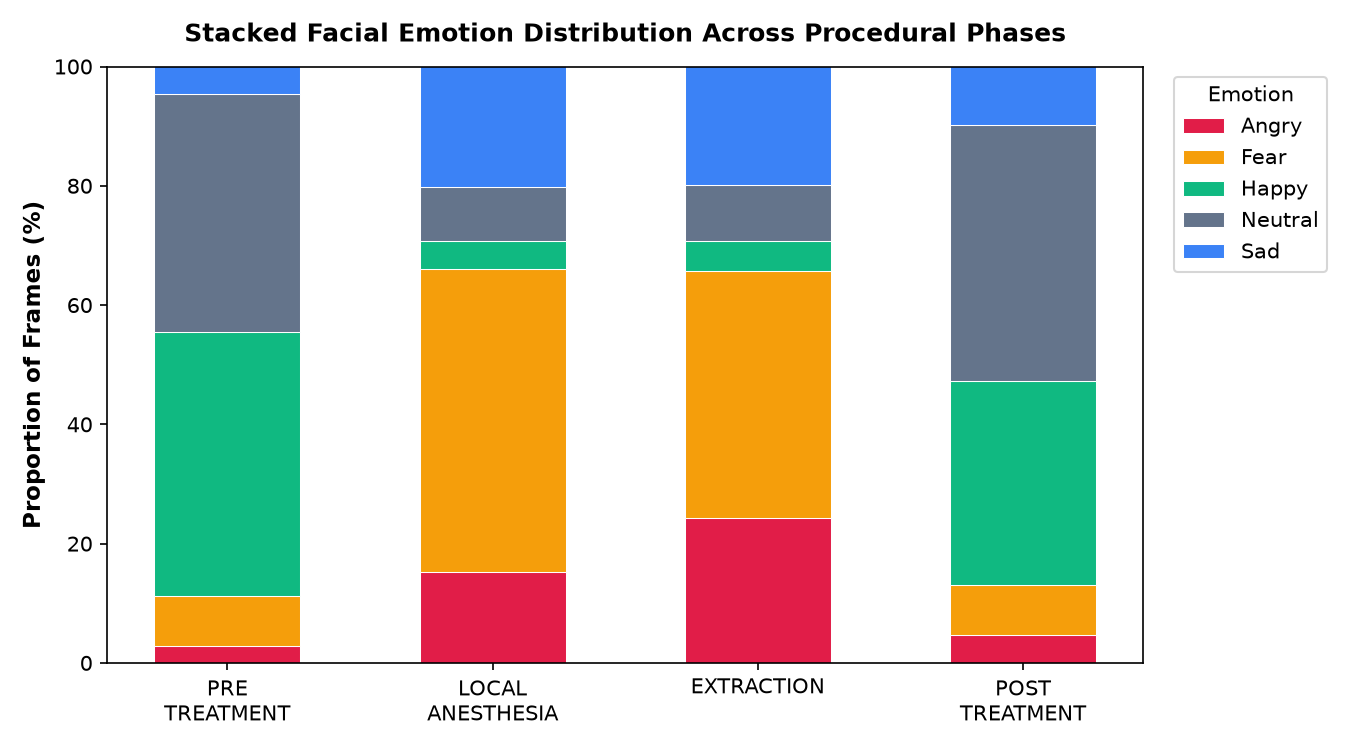 Stacked Facial Emotion Distribution Across Procedural Phases
Proportion of Frames (%)
100
80
60
40
20
0
PRE
TREATMENT
LOCAL
ANESTHESIA
EXTRACTION
POST
TREATMENT
Emotion
Angry
Fear
Happy
Neutral
Sad